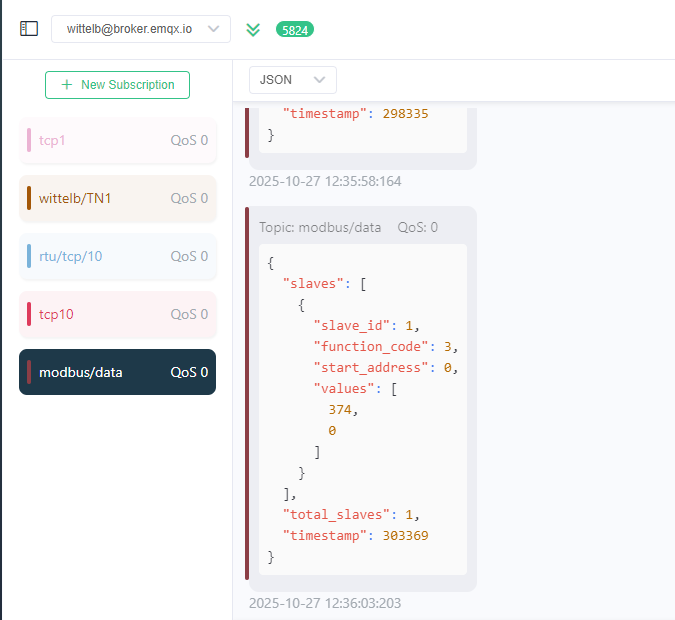 wittelb@broker.emqx.io
5824
+ New Subscription
JSON
tcp1 QoS 0
wittelb/TN1 QoS 0
rtu/tcp/10 QoS 0
tcp10 QoS 0
modbus/data QoS 0
"timestamp": 298335
}
2025-10-27 12:35:58:164
Topic: modbus/data QoS: 0
{
"slaves": [
{
"slave_id": 1,
"function_code": 3,
"start_address": 0,
"values": [
374,
0
]
}
],
"total_slaves": 1,
"timestamp": 303369
}
2025-10-27 12:36:03:203